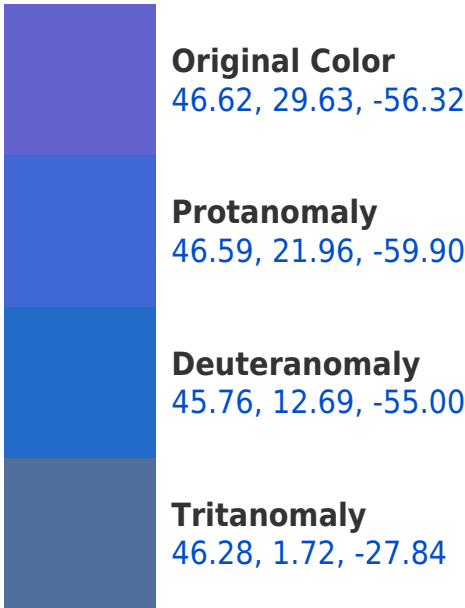 Original Color
46.62, 29.63, -56.32
Protanomaly
46.59, 21.96, -59.90
Deuteranomaly
45.76, 12.69, -55.00
Tritanomaly
46.28, 1.72, -27.84